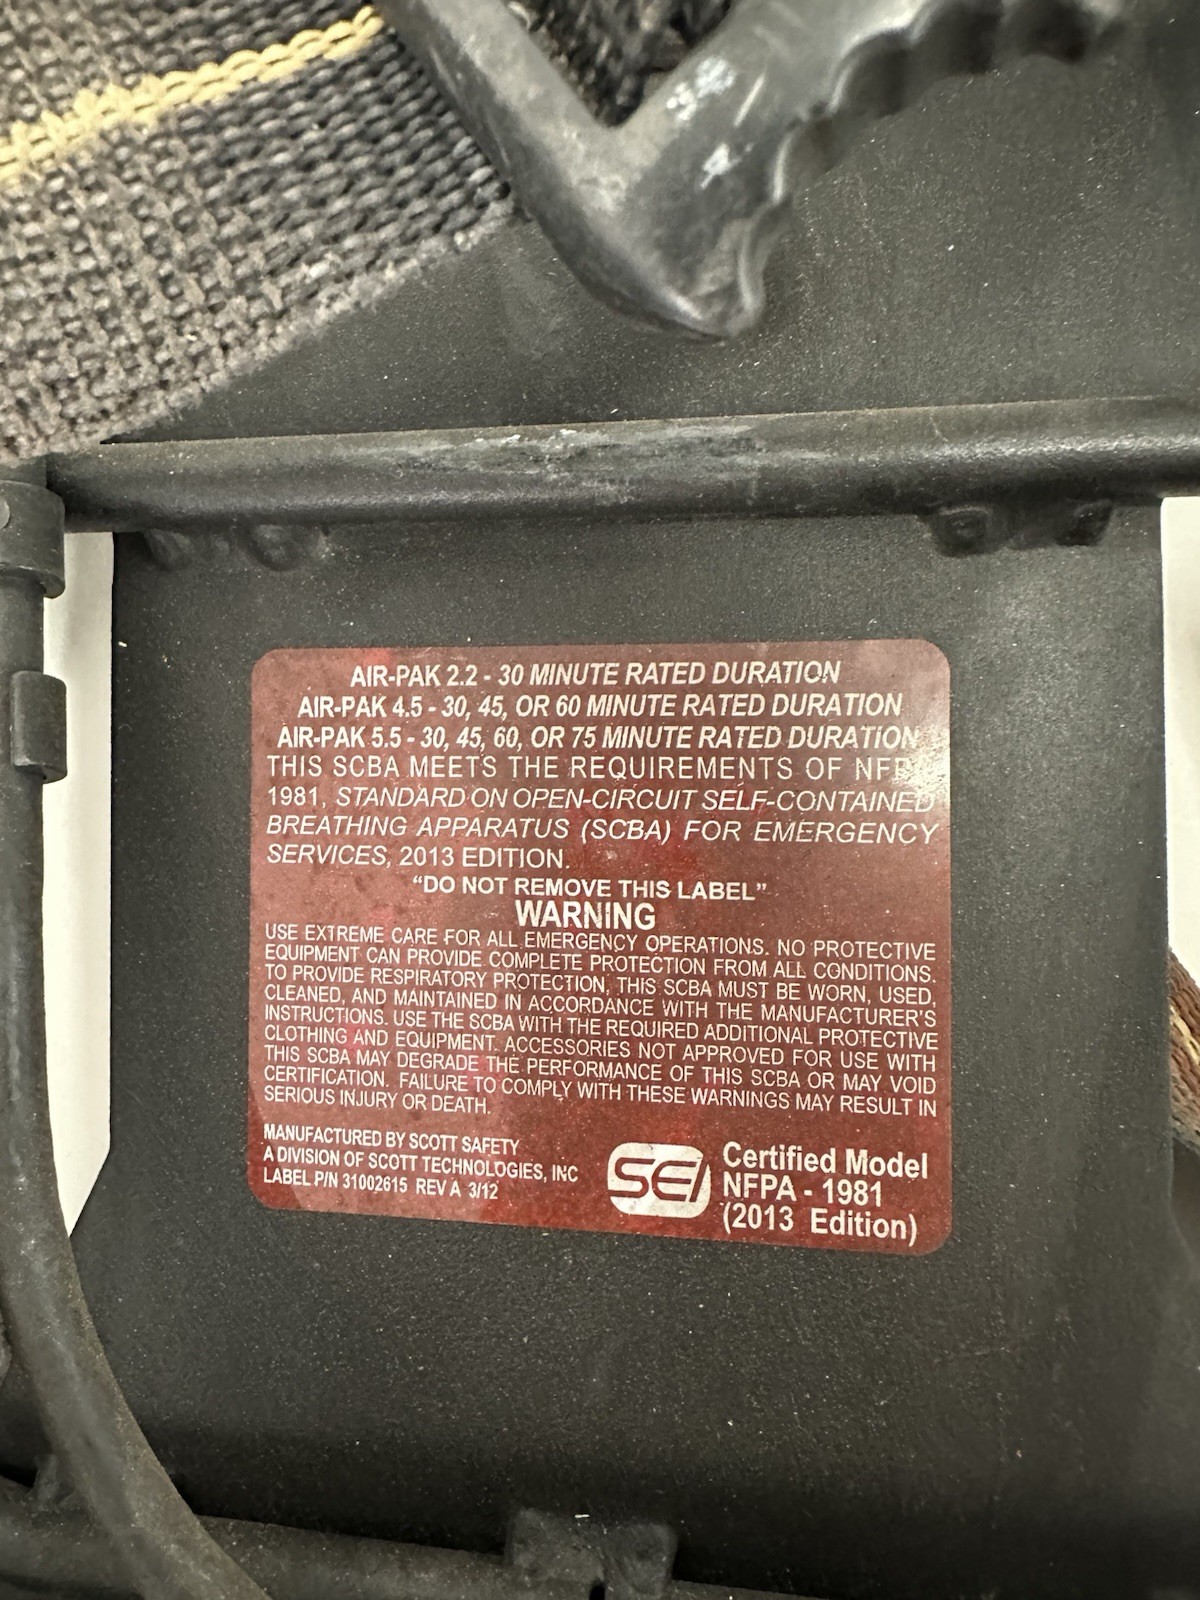 AIR-PAK 2.2 - 30 MINUTE RATED DURATION
AIR-PAK 4.5 - 30, 45, OR 60 MINUTE RATED DURATION
AIR-PAK 5.5 - 30, 45, 60, OR 75 MINUTE RATED DURATION
THIS SCBA MEETS THE REQUIREMENTS OF NFPA
1981, STANDARD ON OPEN-CIRCUIT SELF-CONTAINED
BREATHING APPARATUS (SCBA) FOR EMERGENCY
SERVICES, 2013 EDITION.
“DO NOT REMOVE THIS LABEL”
WARNING
USE EXTREME CARE FOR ALL EMERGENCY OPERATIONS. NO PROTECTIVE
EQUIPMENT CAN PROVIDE COMPLETE PROTECTION FROM ALL CONDITIONS.
TO PROVIDE RESPIRATORY PROTECTION, THIS SCBA MUST BE WORN, USED,
CLEANED, AND MAINTAINED IN ACCORDANCE WITH THE MANUFACTURER'S
INSTRUCTIONS. USE THE SCBA WITH THE REQUIRED ADDITIONAL PROTECTIVE
CLOTHING AND EQUIPMENT. ACCESSORIES NOT APPROVED FOR USE WITH
THIS SCBA MAY DEGRADE THE PERFORMANCE OF THIS SCBA OR MAY VOID
CERTIFICATION. FAILURE TO COMPLY WITH THESE WARNINGS MAY RESULT IN
SERIOUS INJURY OR DEATH.
MANUFACTURED BY SCOTT SAFETY
A DIVISION OF SCOTT TECHNOLOGIES, INC
LABEL P/N 31002615 REV A 3/12
SEI
Certified Model
NFPA - 1981
(2013 Edition)